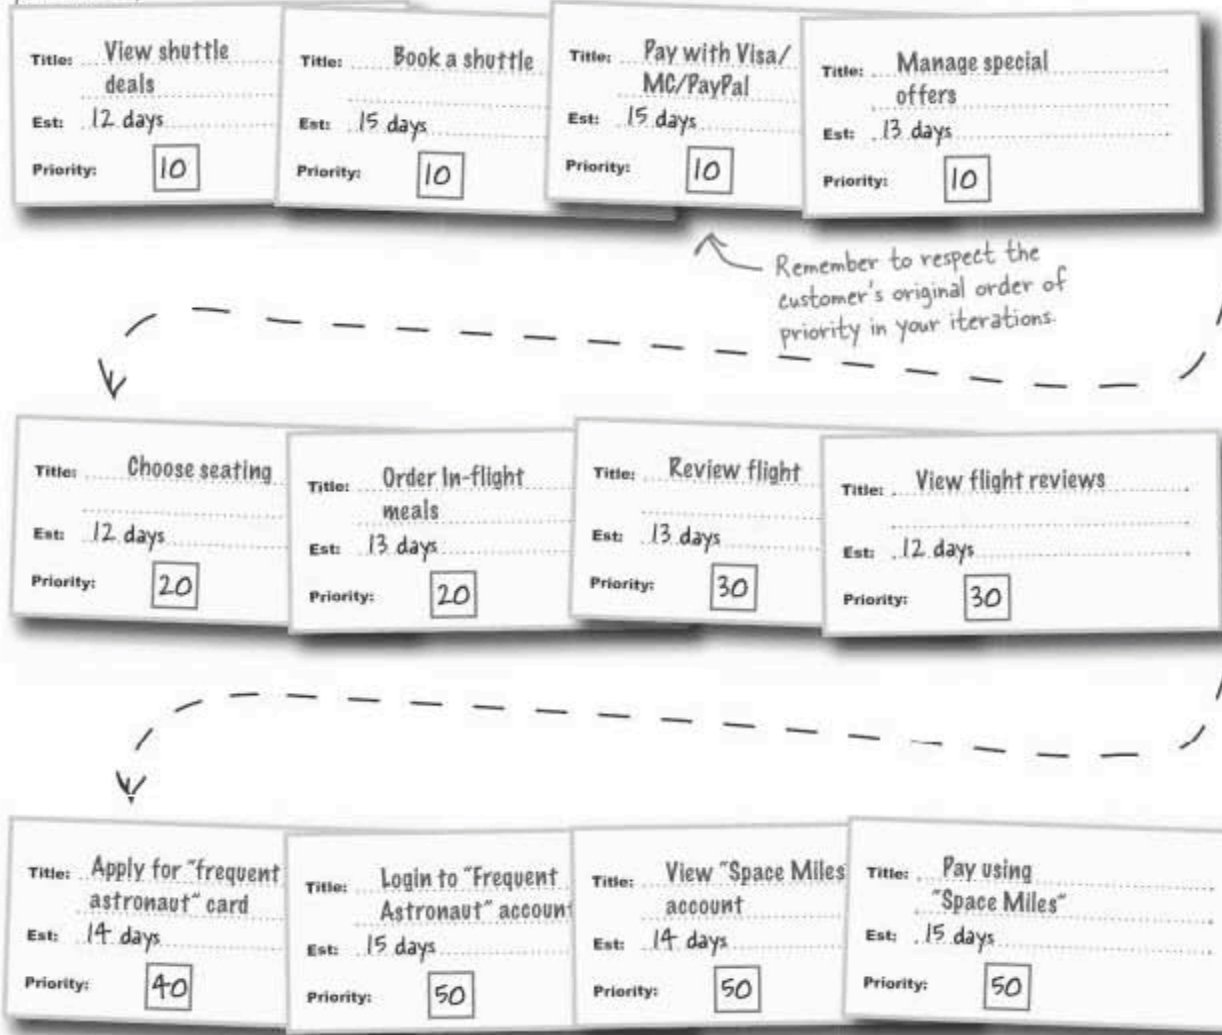 Title: View shuttle
deals
Est: 12 days
Priority: 10
Title: Book a shuttle
Est: 15 days
Priority: 10
Title: Pay with Visa/
MC/PayPal
Est: 15 days
Priority: 10
Title: Manage special
offers
Est: 13 days
Priority: 10
Remember to respect the
customer's original order of
priority in your iterations.
Title: Choose seating
Est: 12 days
Priority: 20
Title: Order In-flight
meals
Est: 13 days
Priority: 20
Title: Review flight
Est: 13 days
Priority: 30
Title: View flight reviews
Est: 12 days
Priority: 30
Title: Apply for "frequent
astronaut" card
Est: 14 days
Priority: 40
Title: Login to "Frequent
Astronaut" account
Est: 15 days
Priority: 50
Title: View "Space Miles
account
Est: 14 days
Priority: 50
Title: Pay using
"Space Miles"
Est: 15 days
Priority: 50